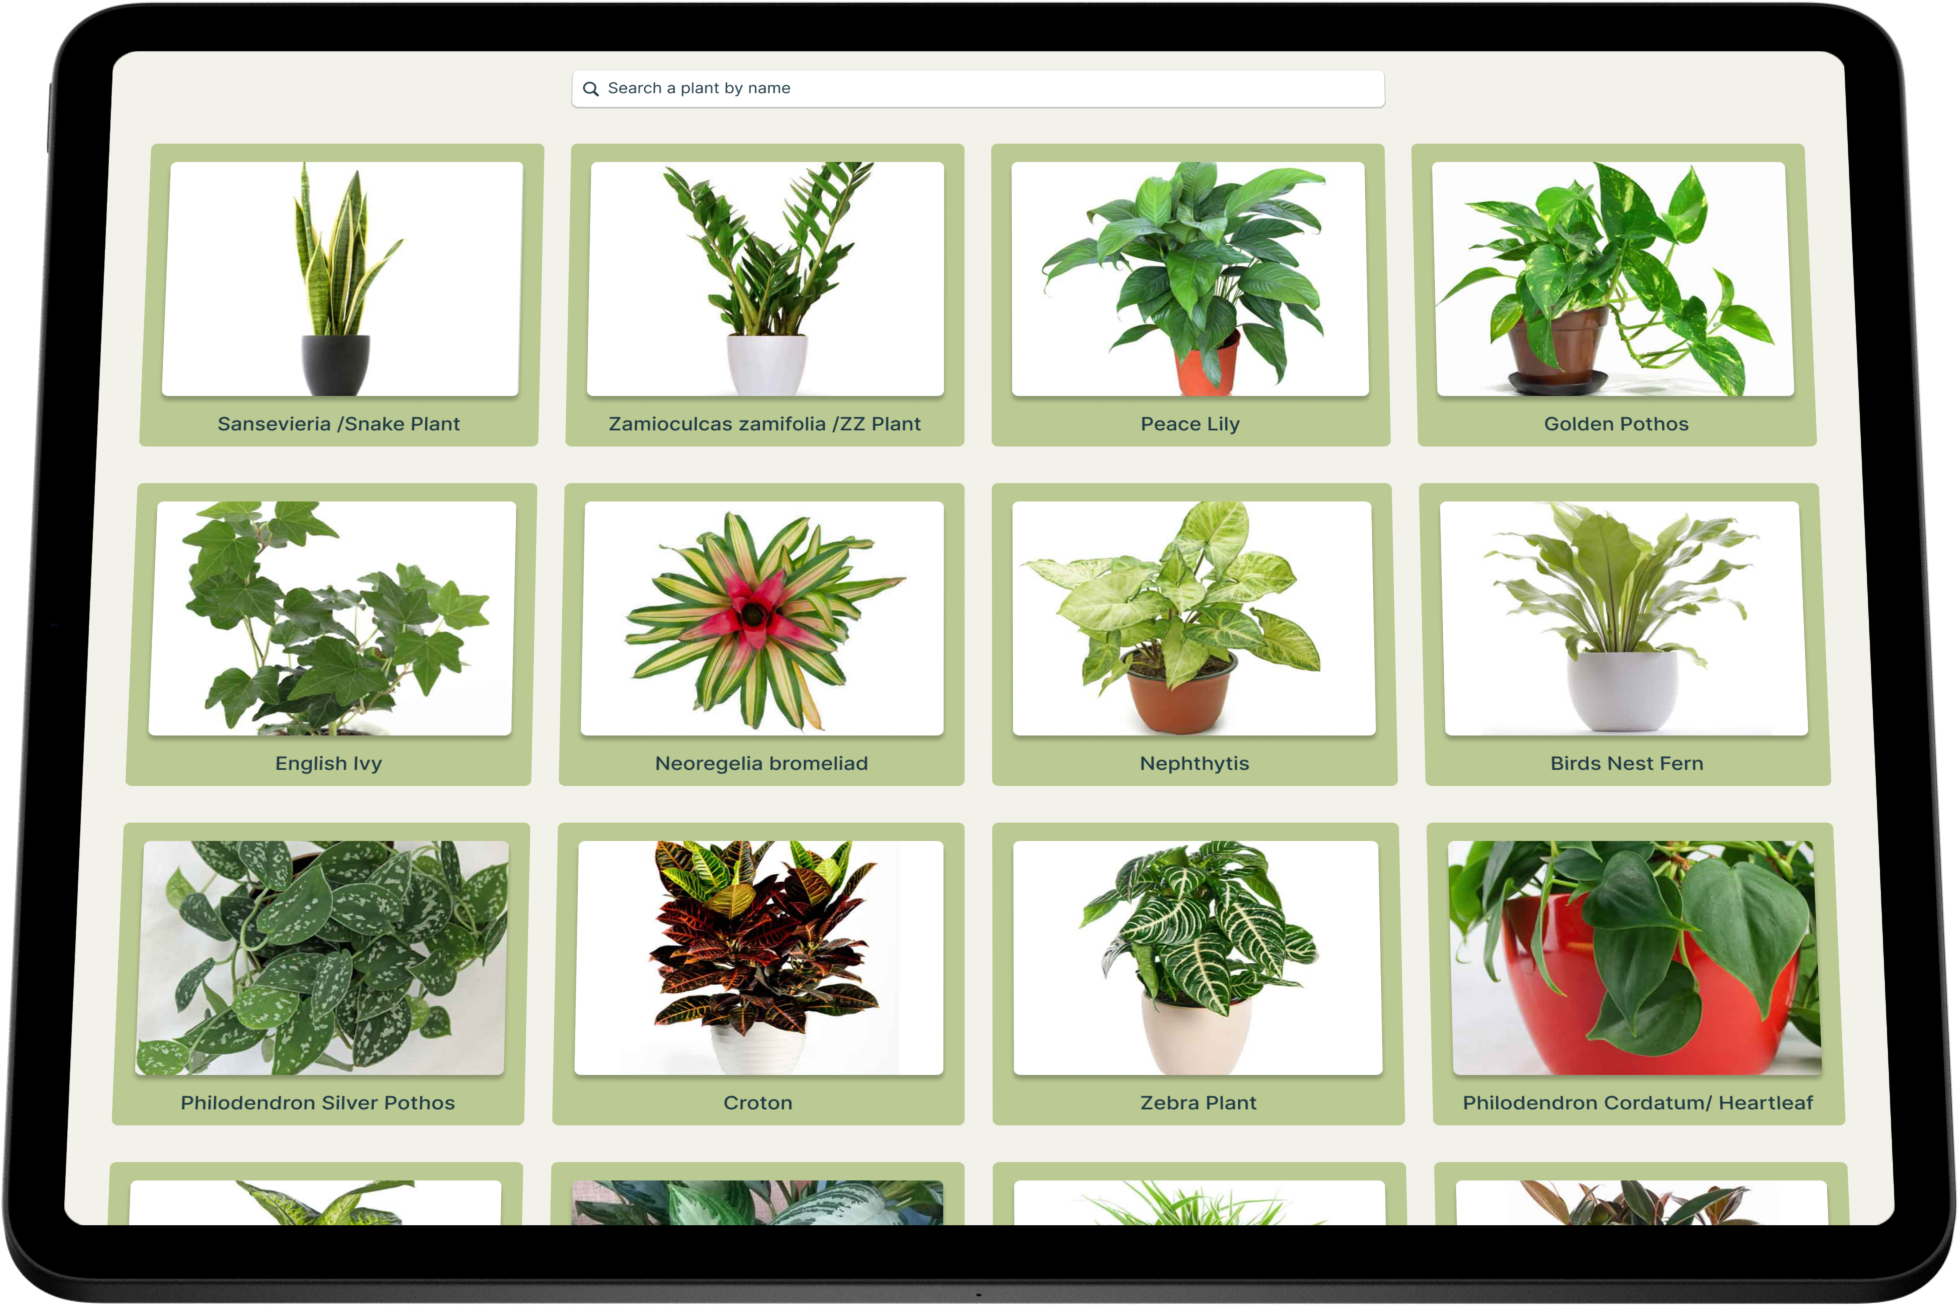 Search a plant by name
Sansevieria /Snake Plant
Zamioculcas zamifolia /ZZ Plant
Peace Lily
Golden Pothos
English Ivy
Neoregelia bromeliad
Nephthytis
Birds Nest Fern
Philodendron Silver Pothos
Croton
Zebra Plant
Philodendron Cordatum/ Heartleaf